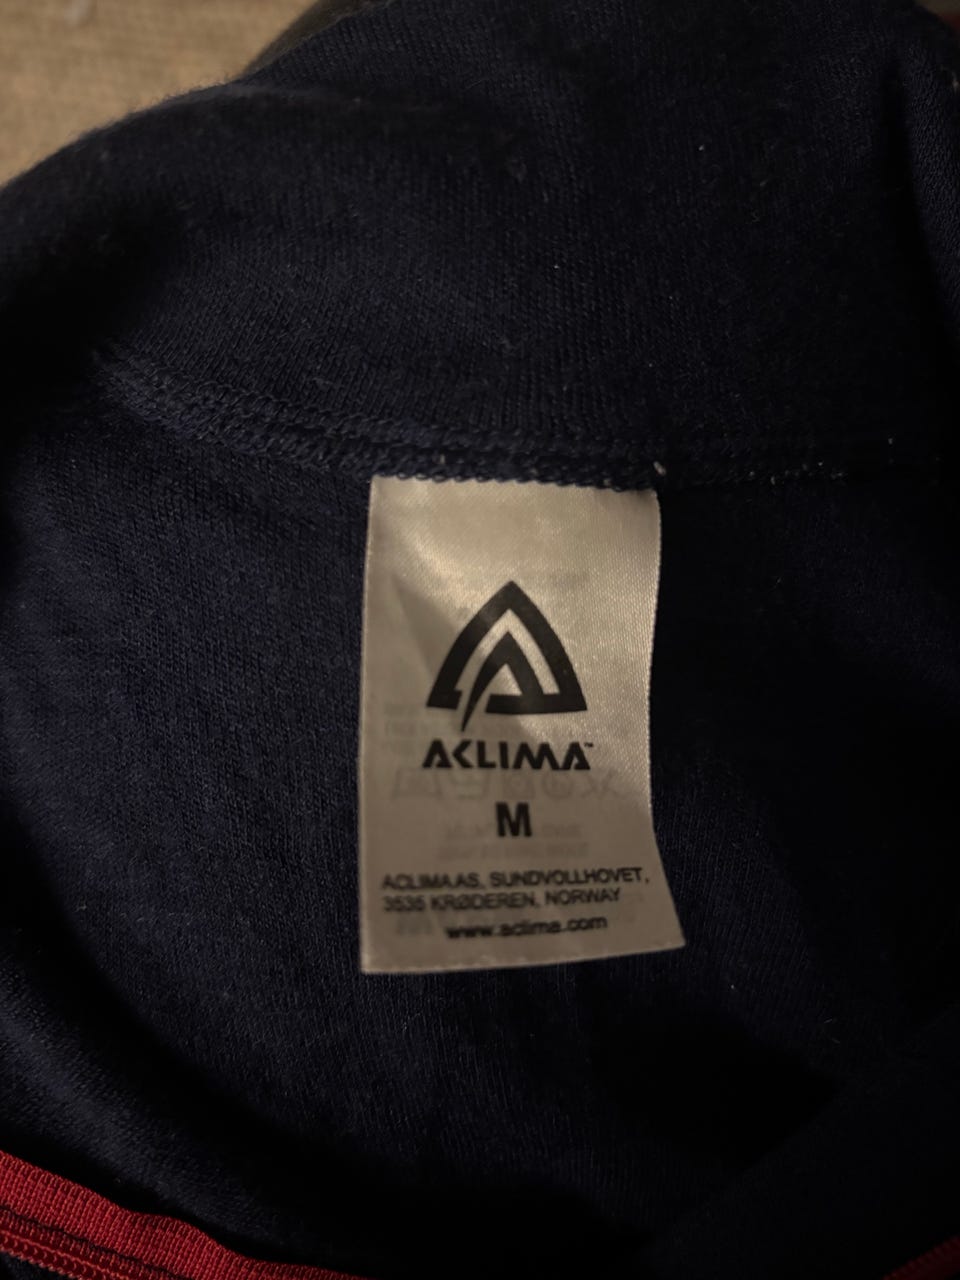 ACLIMA™
M
ACLIMA AS, SUNDVOLLHOVET,
3535 KRØDEREN, NORWAY
www.aclima.com